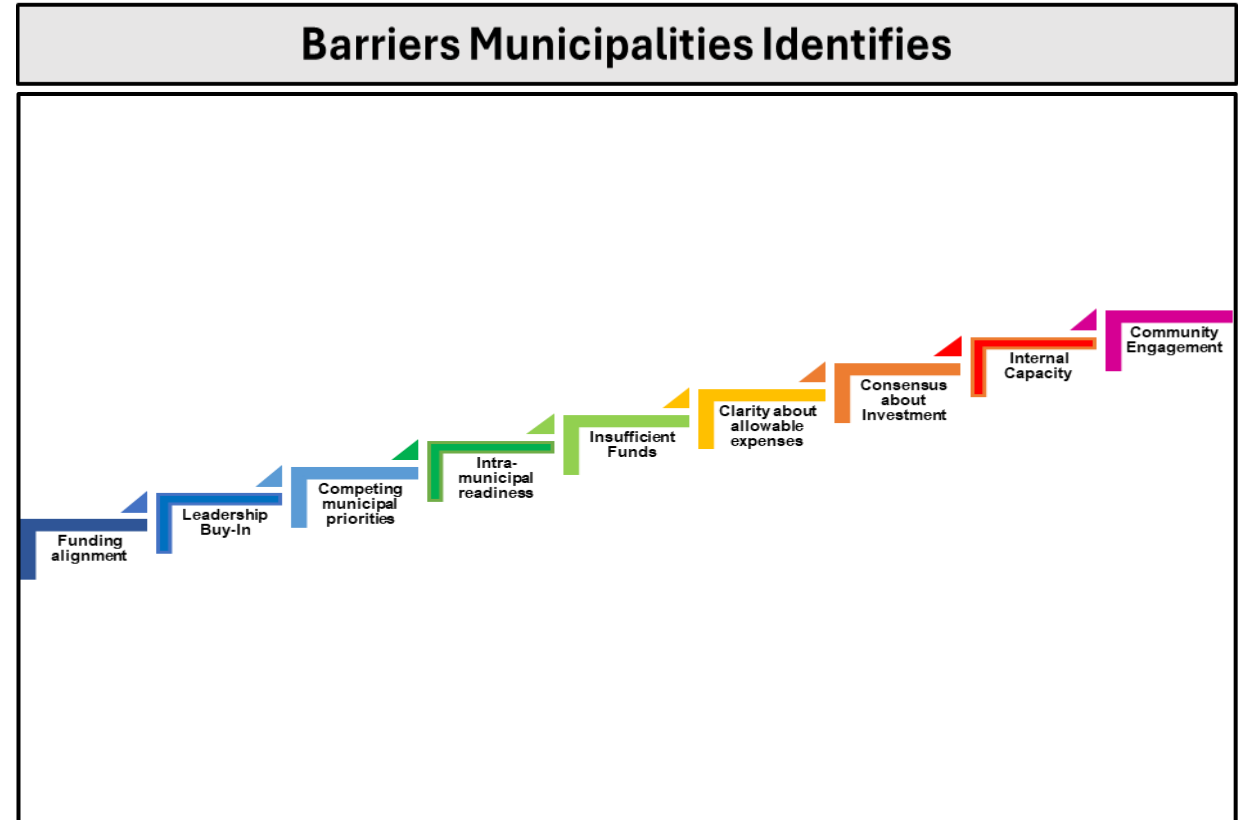 Barriers Municipalities Identifies
Funding
alignment
Leadership
Buy-In
Competing
municipal
priorities
Intra-
municipal
readiness
Insufficient
Funds
Clarity about
allowable
expenses
Consensus
about
Investment
Internal
Capacity
Community
Engagement